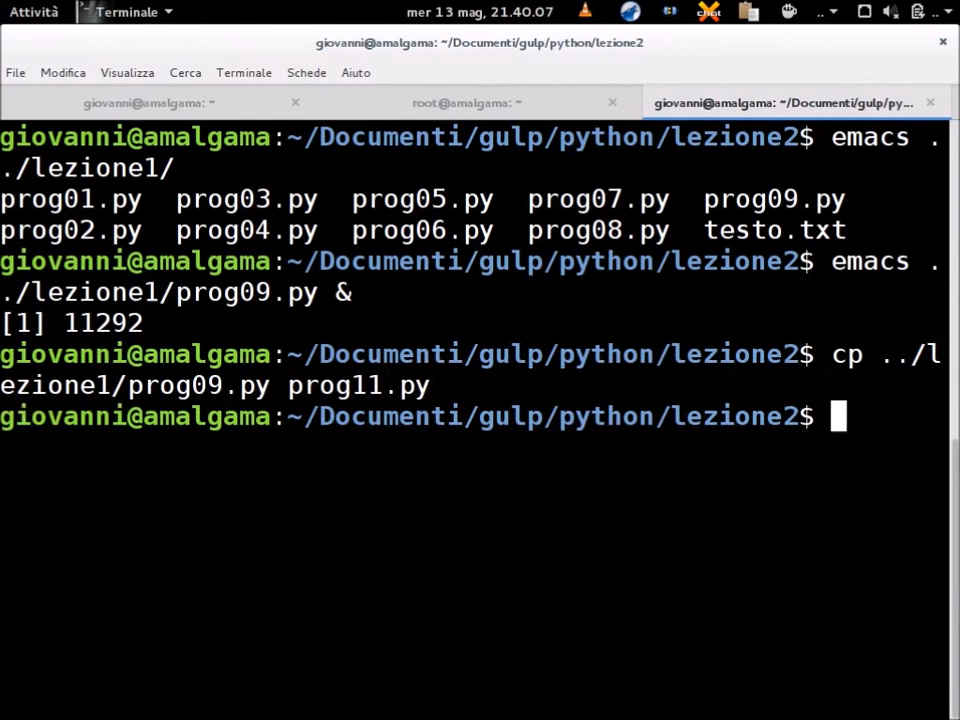 Attività Terminale mer 13 mag, 21.40.07 chat .. ..
giovanni@amalgama: ~/Documenti/gulp/python/lezione2 ×
File Modifica Visualizza Cerca Terminale Schede Aiuto
giovanni@amalgama: ~ × root@amalgama: ~ × giovanni@amalgama: ~/Documenti/gulp/py... ×
giovanni@amalgama:~/Documenti/gulp/python/lezione2$ emacs .
./lezione1/
prog01.py prog03.py prog05.py prog07.py prog09.py
prog02.py prog04.py prog06.py prog08.py testo.txt
giovanni@amalgama:~/Documenti/gulp/python/lezione2$ emacs .
./lezione1/prog09.py &
[1] 11292
giovanni@amalgama:~/Documenti/gulp/python/lezione2$ cp ../l
ezione1/prog09.py prog11.py
giovanni@amalgama:~/Documenti/gulp/python/lezione2$